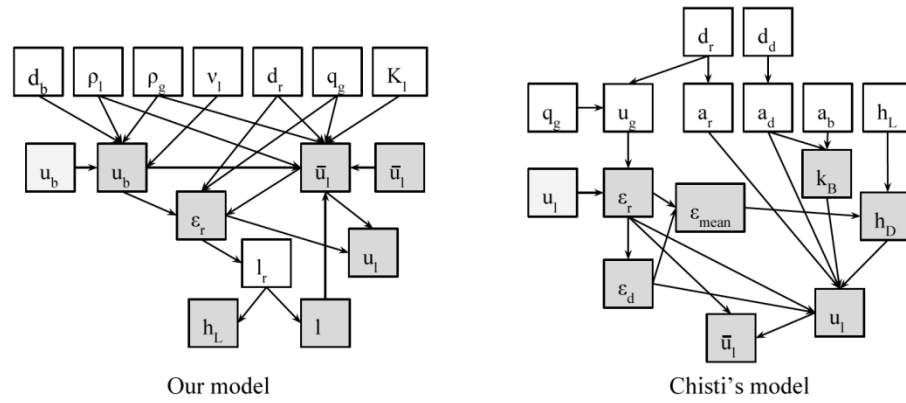 d_r d_d
d_b ρ_l ρ_g ν_l d_r q_g K_l
q_g u_g a_r a_d a_b h_L
u_b u_b ū_l ū_l
u_l ε_r ε_mean k_B h_D
ε_r u_l
l_r
ε_d u_l
h_L l
ū_l
Our model Chisti's model